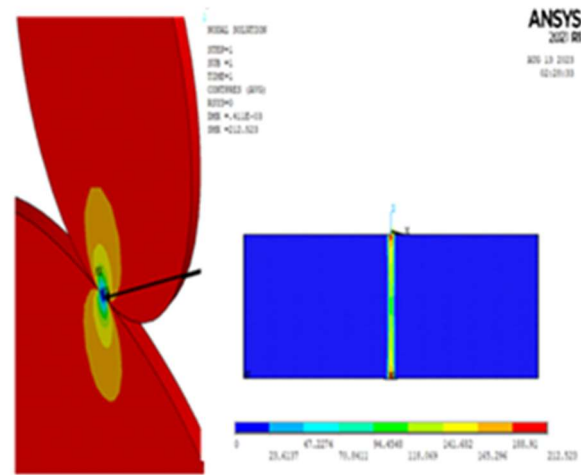 ANSYS
2021 R1
AUG 13 2023
02:20:33
NODAL SOLUTION
STEP=1
SUB =1
TIME=1
CONTPRES (AVG)
RSYS=0
DMX =.411E-03
SMX =212.523
0
47.2274
94.4548
141.682
188.91
23.6137
70.8411
118.069
165.296
212.523